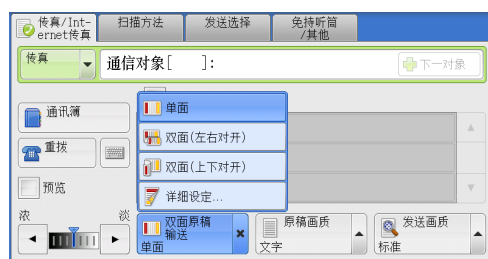 传真/Int-
ernet传真
扫描方法
发送选择
免持听筒
/其他
传真
通信对象[ ]:
下一对象
通讯簿
单面
双面(左右对开)
重拨
双面(上下对开)
预览
详细设定...
浓
淡
双面原稿
输送
单面
原稿画质
文字
发送画质
标准